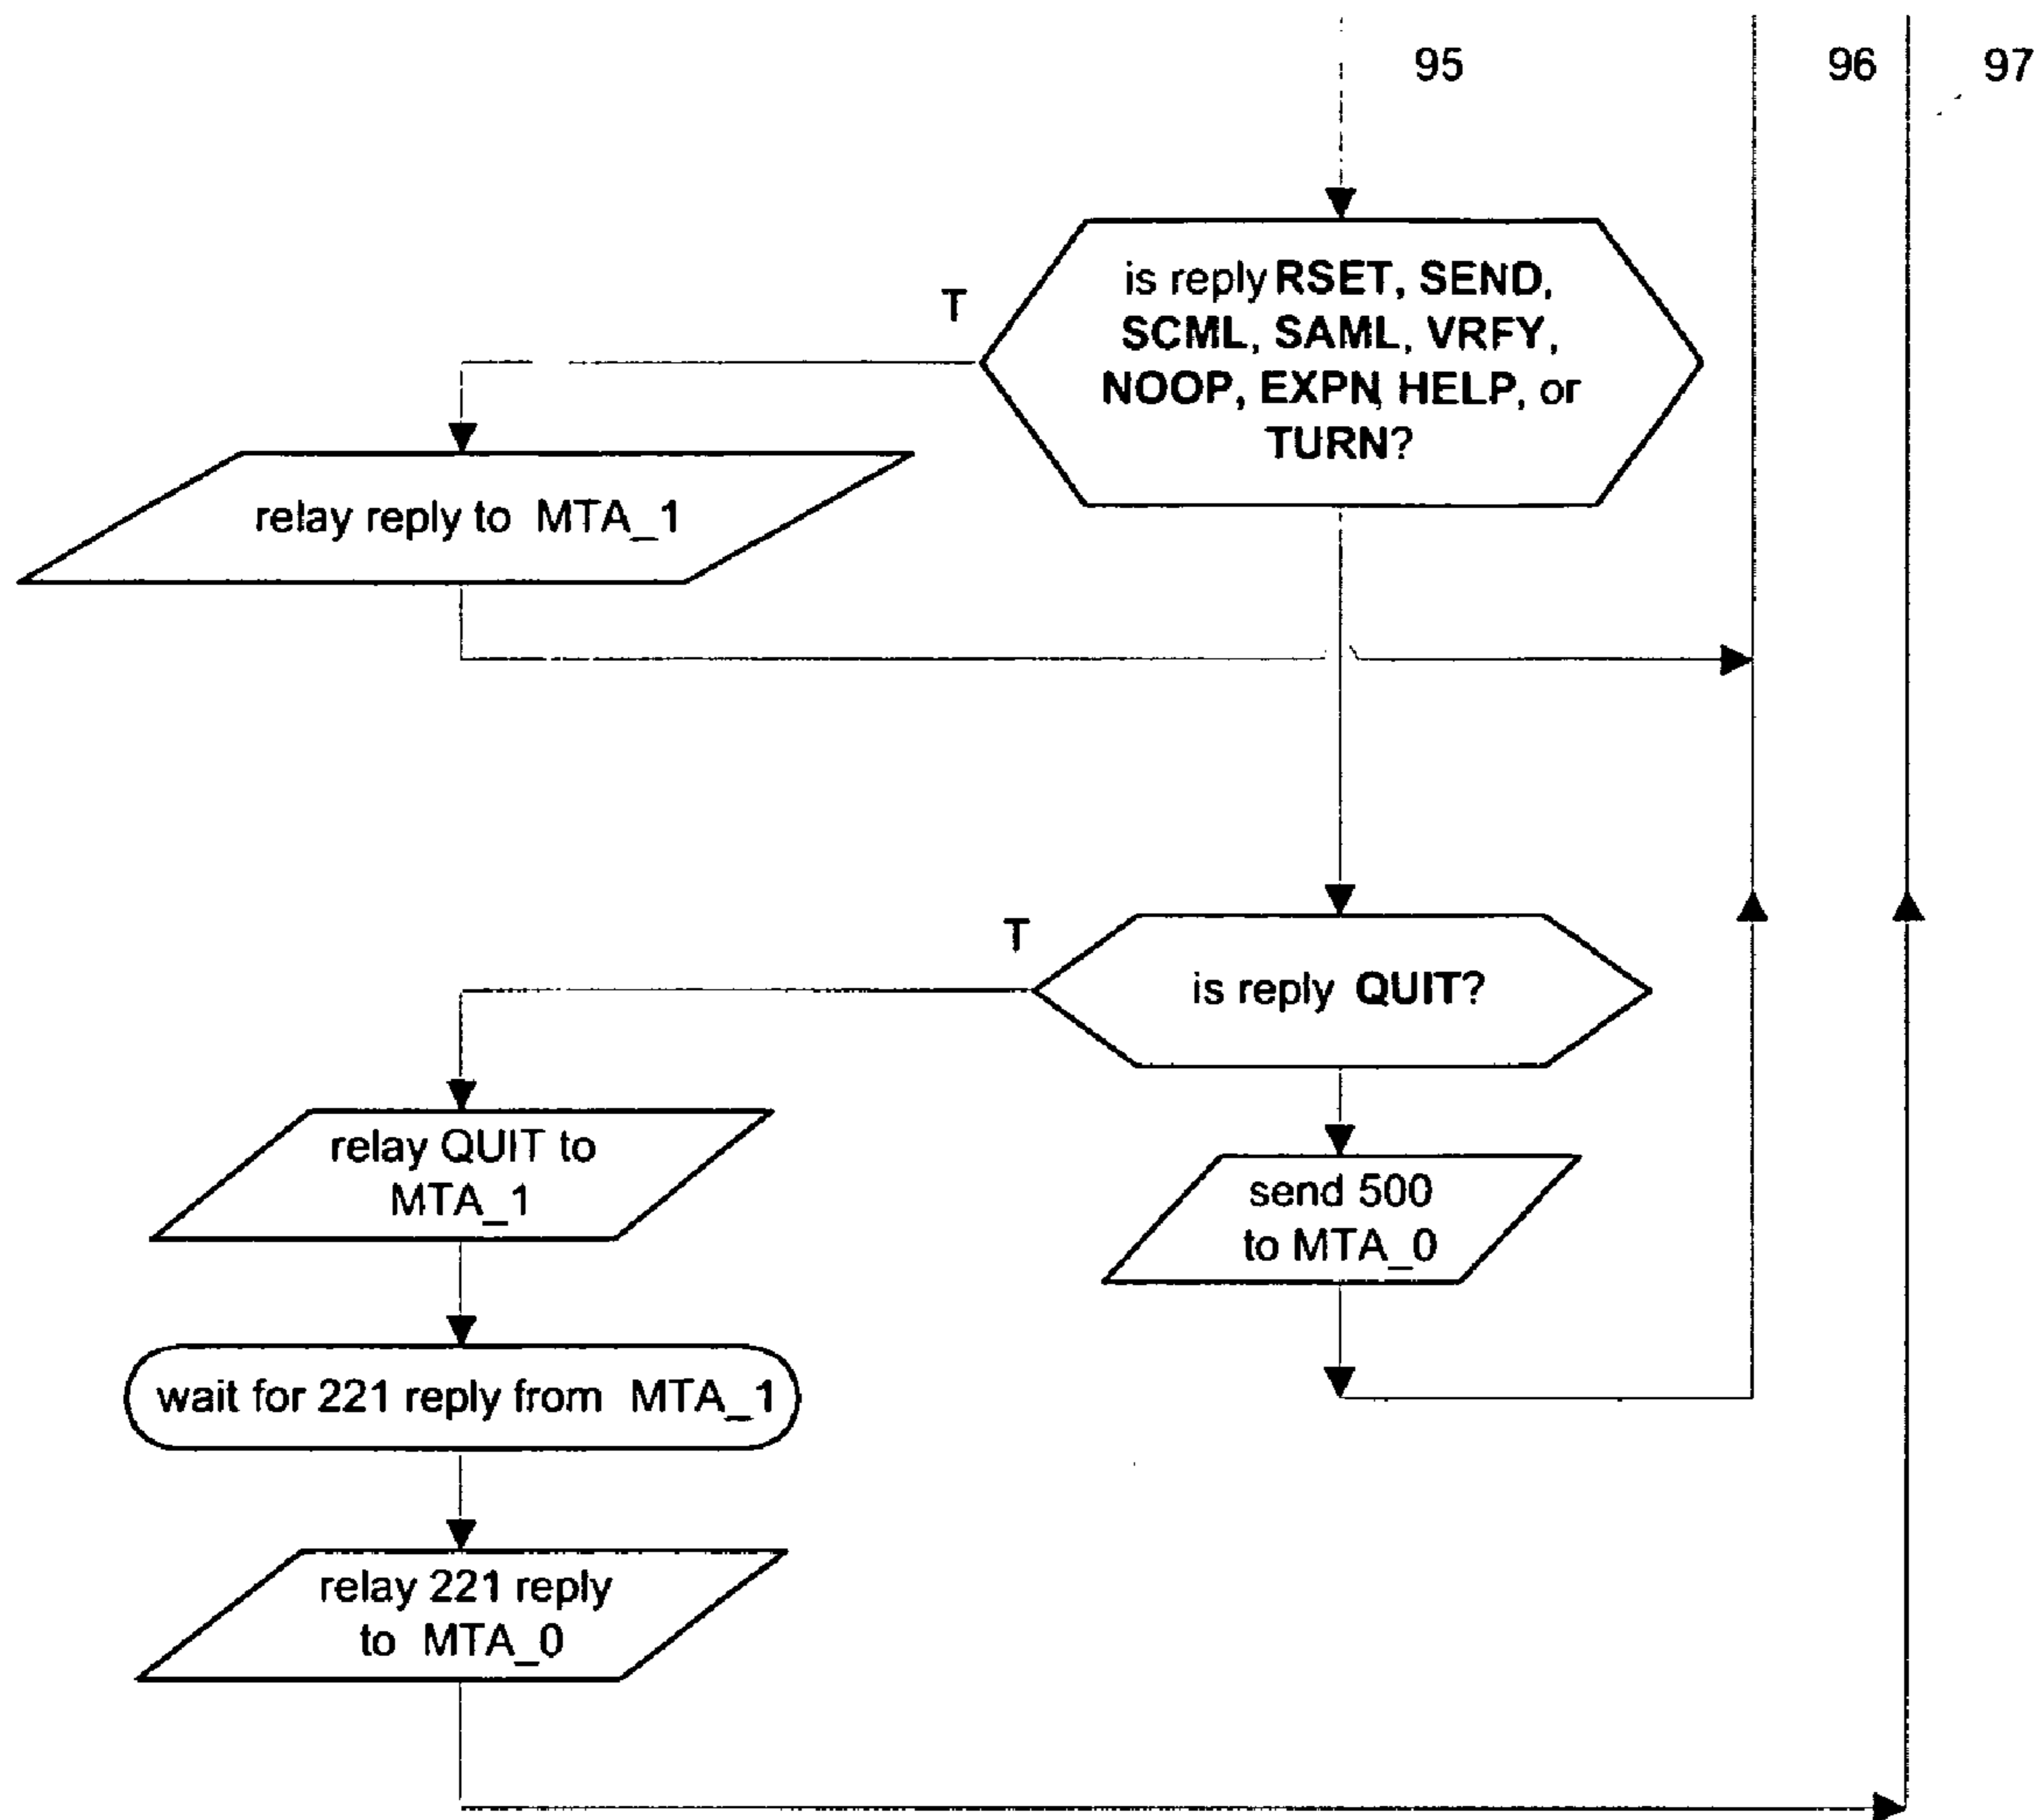 95
96
97
is reply RSET, SEND,
SCML, SAML, VRFY,
NOOP, EXPN, HELP, or
TURN?
T
relay reply to MTA_1
T
is reply QUIT?
relay QUIT to
MTA_1
send 500
to MTA_0
wait for 221 reply from MTA_1
relay 221 reply
to MTA_0